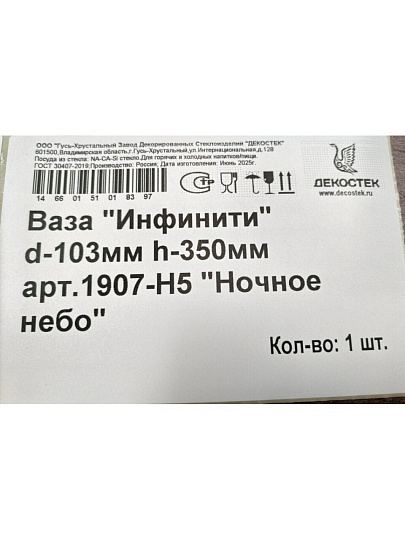 ООО "Гусь-Хрустальный Завод Декорированных Стеклоизделий "ДЕКОСТЕК"
601500,Владимирская область,г.Гусь-Хрустальный,ул.Интернациональная,д.128
Посуда из стекла: NA-CA-Si стекло.Для горячих и холодных напитков/пищи.
ГОСТ 30407-2019;Производство: Россия; Дата изготовления: Июнь 2025г.
14 66 01 51 01 83 97
ДЕКОСТЕК
www.decostek.ru
Ваза "Инфинити"
d-103мм h-350мм
арт.1907-Н5 "Ночное
небо"
Кол-во: 1 шт.